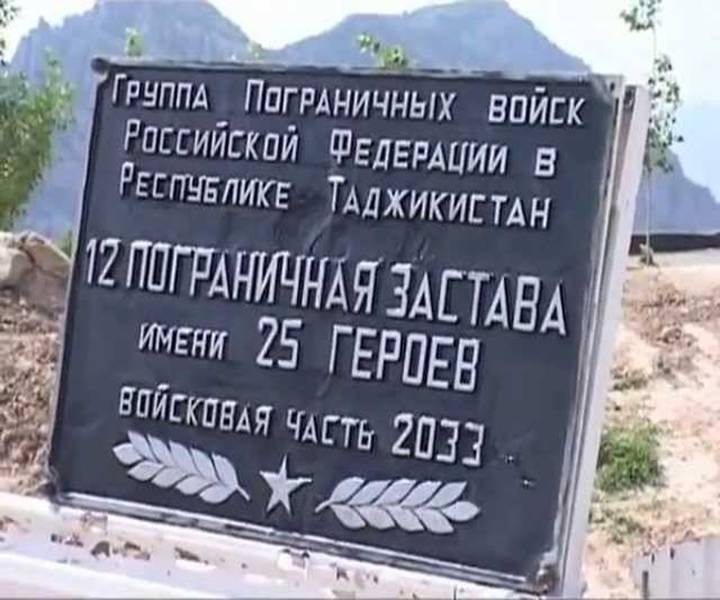 Группа Пограничных войск
Российской Федерации в
Республике Таджикистан
12 ПОГРАНИЧНАЯ ЗАСТАВА
имени 25 ГЕРОЕВ
войсковая часть 2033